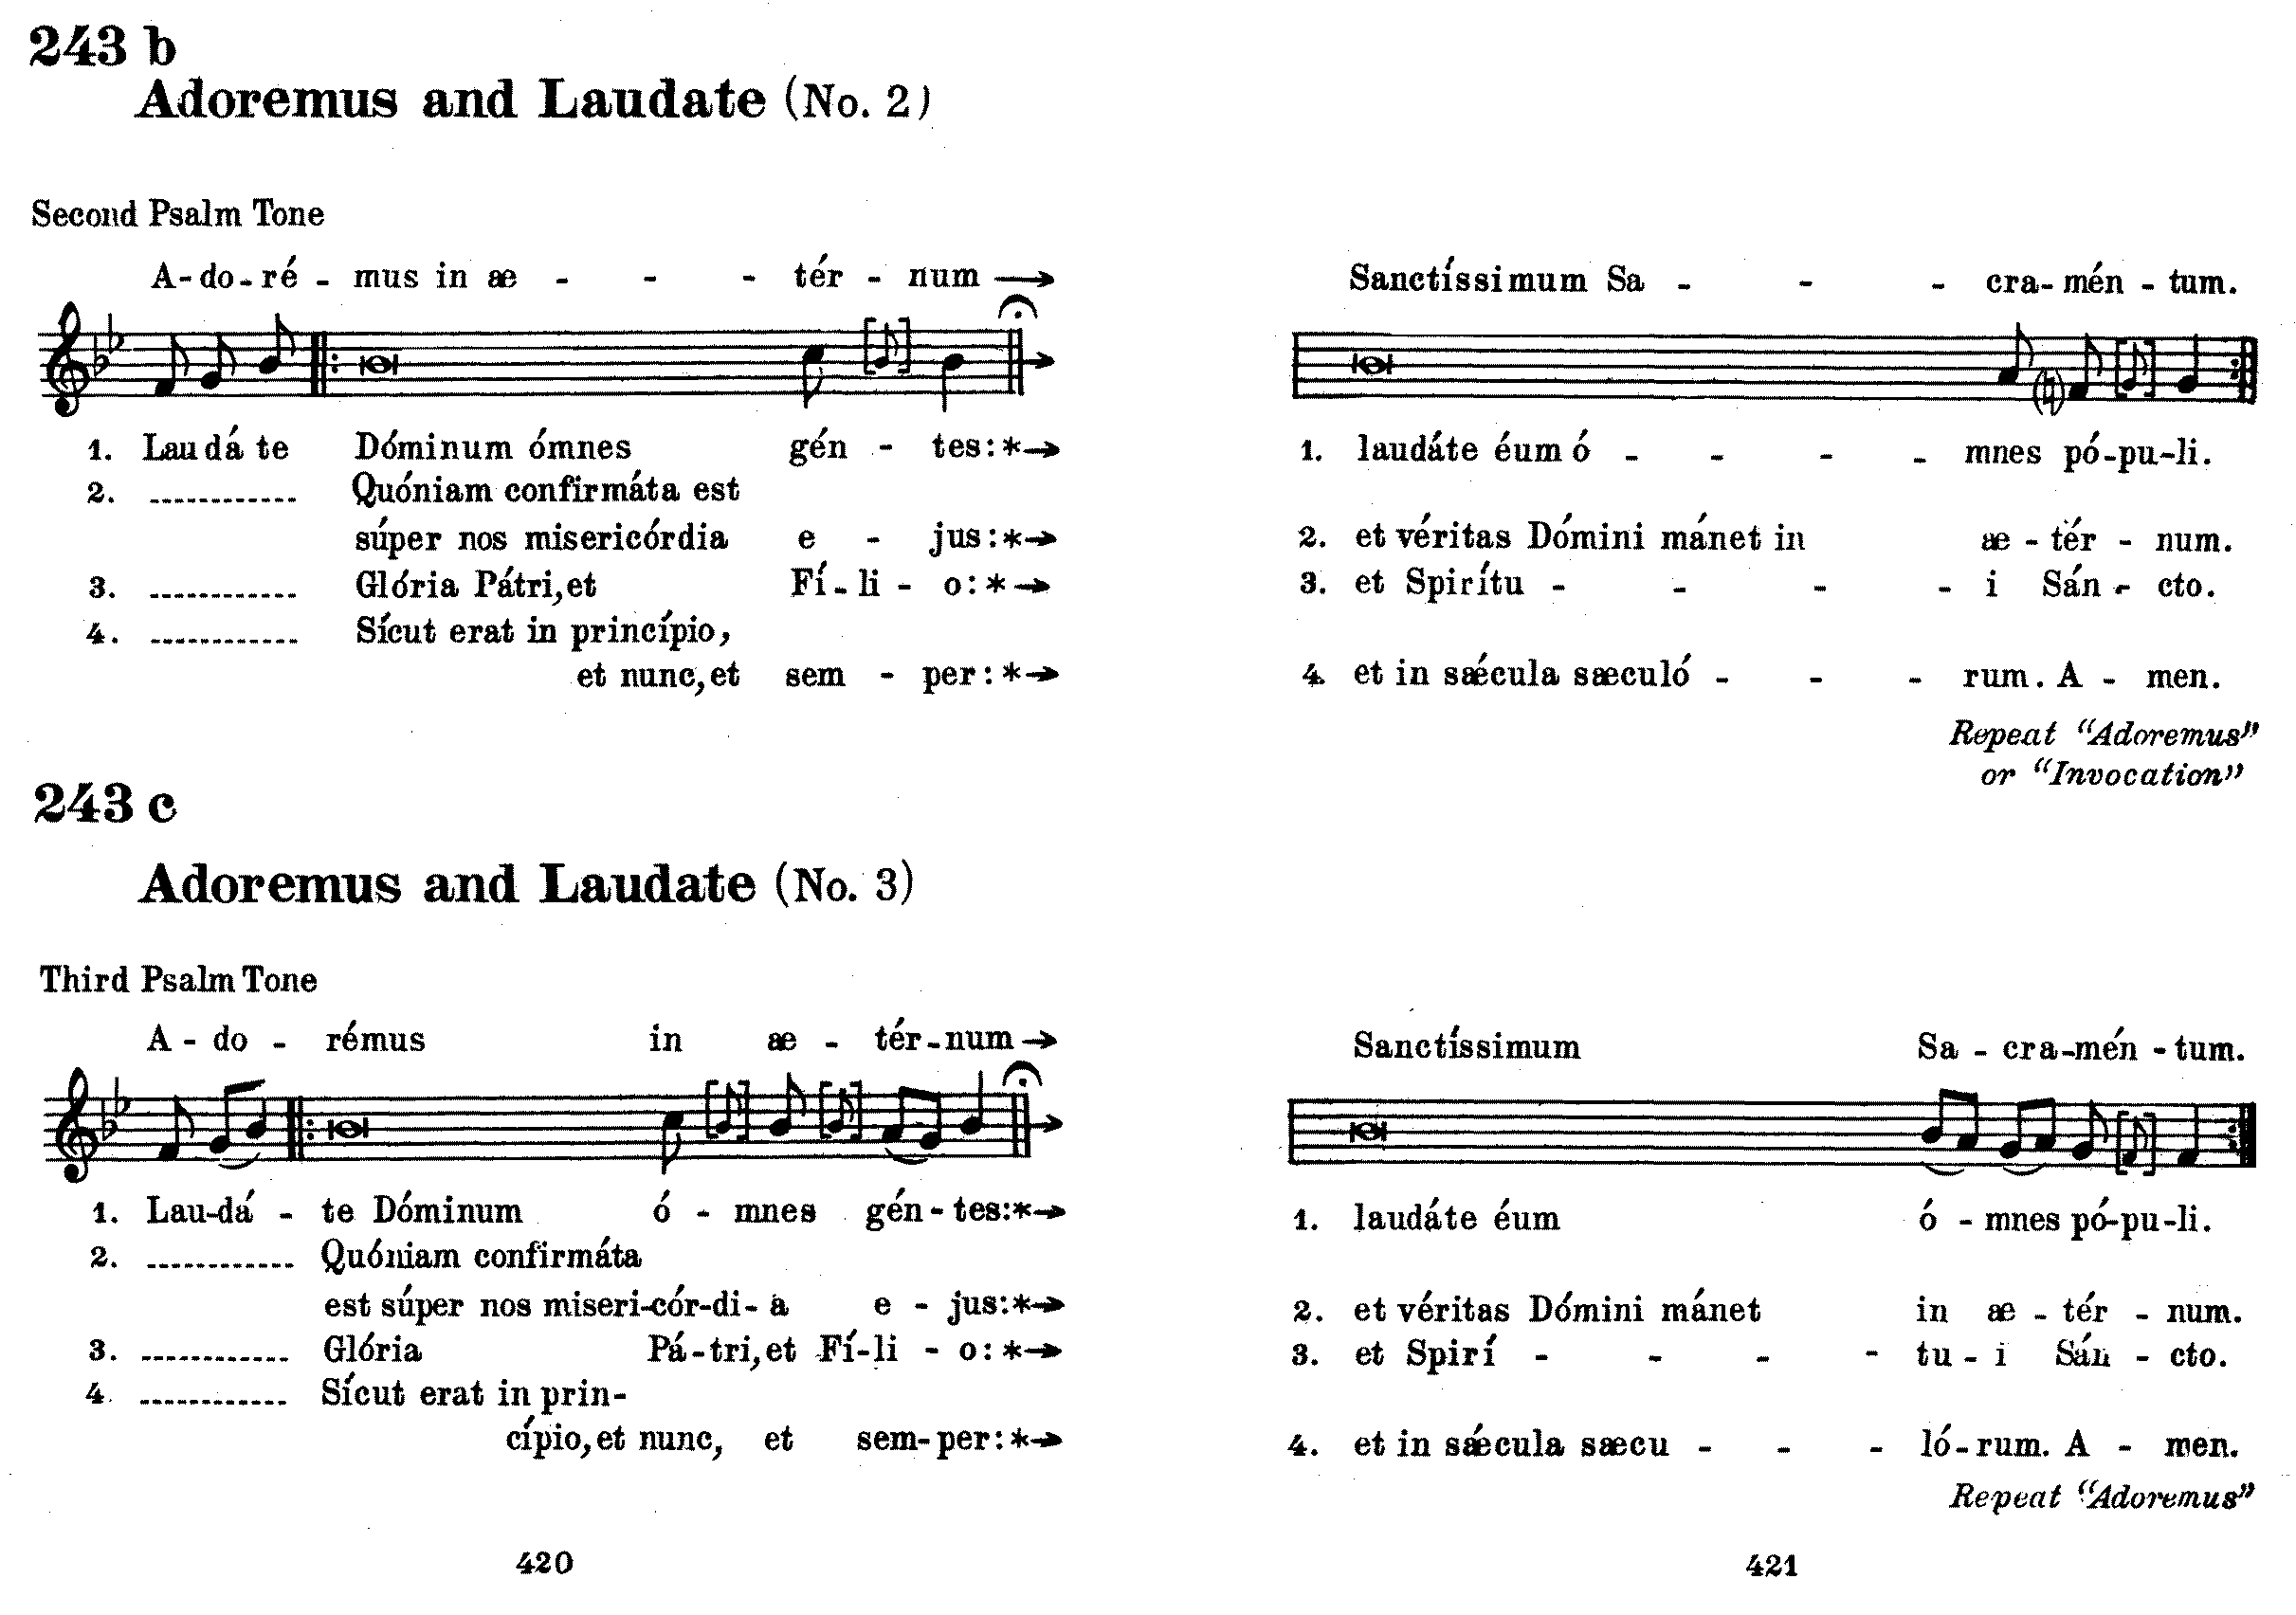 243 b
Adoremus and Laudate (No. 2)
Second Psalm Tone
A-do-ré - mus in æ - - - tér - num →
1. Laudá te Dóminum ómnes gén - tes:*→
2. ............ Quóniam confirmáta est
súper nos misericórdia e - jus:*→
3. ............ Glória Pátri, et Fí-li - o:*→
4. ............ Sícut erat in princípio,
et nunc, et sem - per:*→
Sanctíssimum Sa - - - cra-mén - tum.
1. laudáte éum ó - - - - mnes pó-pu-li.
2. et véritas Dómini mánet in æ - tér - num.
3. et Spirítu - - - - i Sán - cto.
4. et in sǽcula sæculó - - - rum. A - men.
Repeat "Adoremus"
or "Invocation"
243 c
Adoremus and Laudate (No. 3)
Third Psalm Tone
A - do - rémus in æ - tér-num →
1. Lau-dá - te Dóminum ó - mnes gén-tes:*→
2. ............ Quóniam confirmáta
est súper nos miseri-cór-di-a e - jus:*→
3. ............ Glória Pá-tri, et Fí-li - o:*→
4. ............ Sícut erat in prin-
cípio, et nunc, et sem-per:*→
Sanctíssimum Sa - cra-mén - tum.
1. laudáte éum ó - mnes pó-pu-li.
2. et véritas Dómini mánet in æ - tér - num.
3. et Spirí - - - - tu - i Sán - cto.
4. et in sǽcula sæcu - - - ló-rum. A - men.
Repeat "Adoremus"
420
421